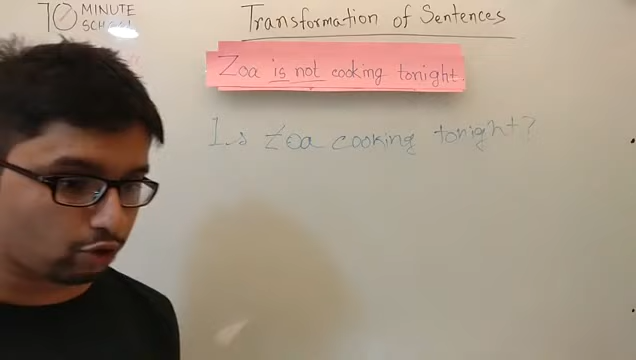 10 MINUTE
SCHOOL
Transformation of Sentences
Zoa is not cooking tonight.
Is Zoa cooking tonight?